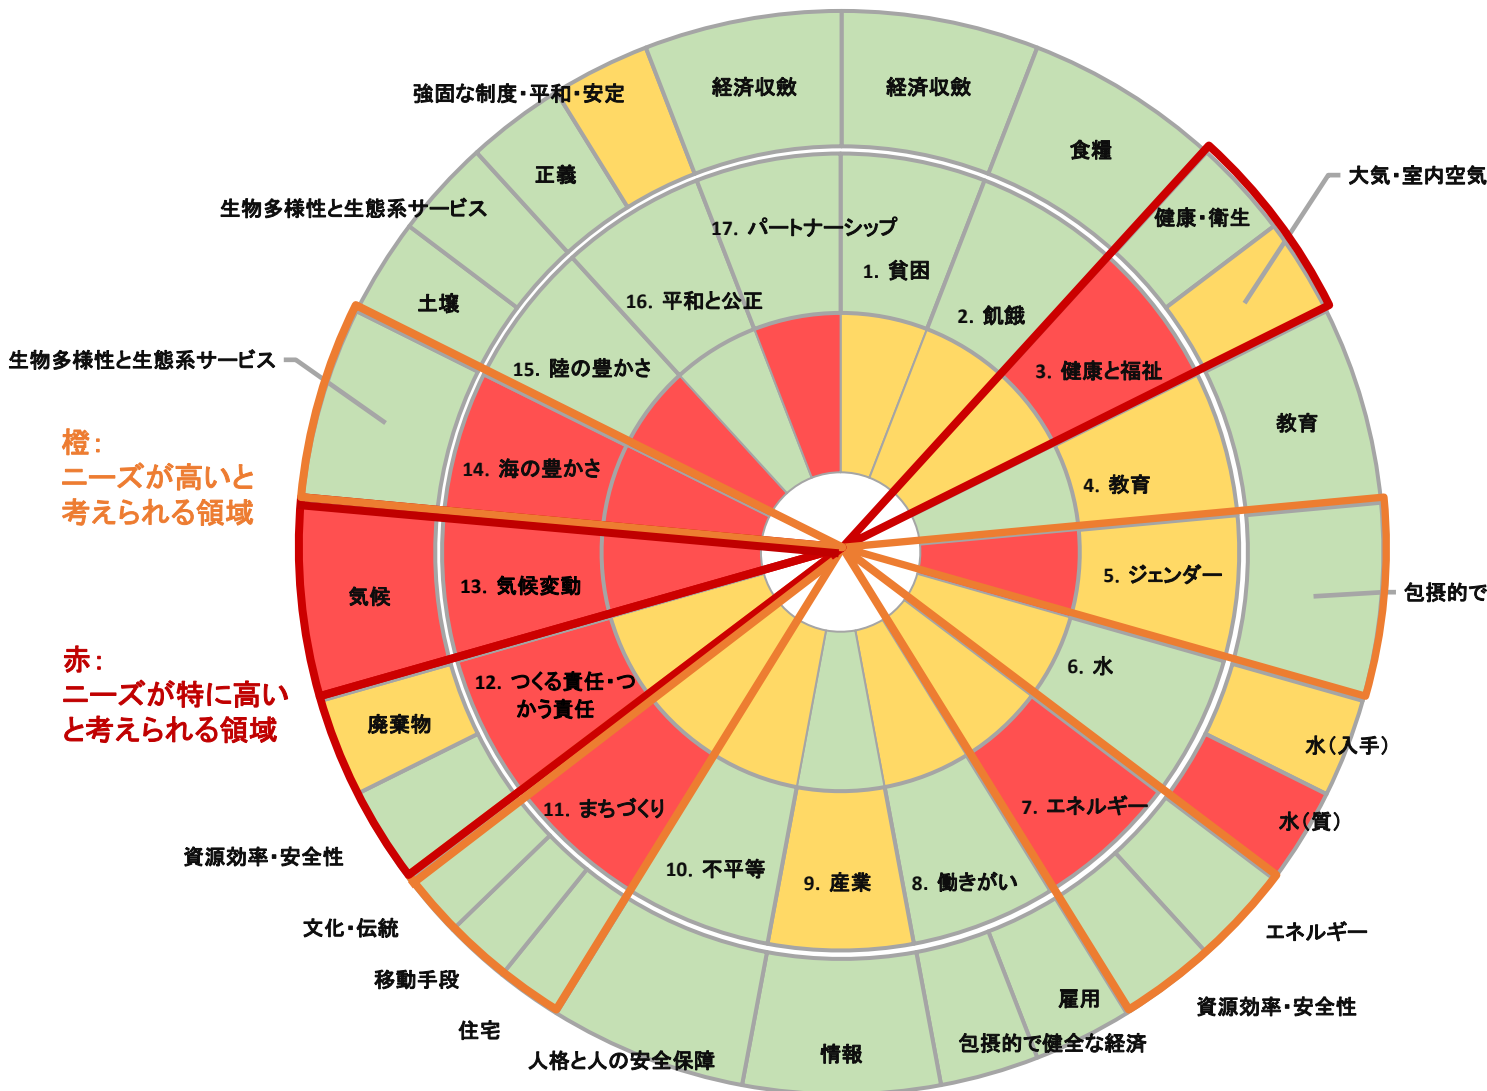 経済収斂
経済収斂
強固な制度・平和・安定
食糧
正義
大気・室内空気
生物多様性と生態系サービス
健康・衛生
17. パートナーシップ
1. 貧困
16. 平和と公正
2. 飢餓
土壌
生物多様性と生態系サービス
15. 陸の豊かさ
3. 健康と福祉
教育
橙：
ニーズが高いと
考えられる領域
14. 海の豊かさ
4. 教育
13. 気候変動
気候
5. ジェンダー
包摂的で
赤：
ニーズが特に高い
と考えられる領域
12. つくる責任・つ
かう責任
6. 水
廃棄物
水（入手）
11. まちづくり
7. エネルギー
水（質）
資源効率・安全性
10. 不平等
9. 産業
8. 働きがい
文化・伝統
エネルギー
移動手段
雇用
資源効率・安全性
住宅
包摂的で健全な経済
人格と人の安全保障
情報